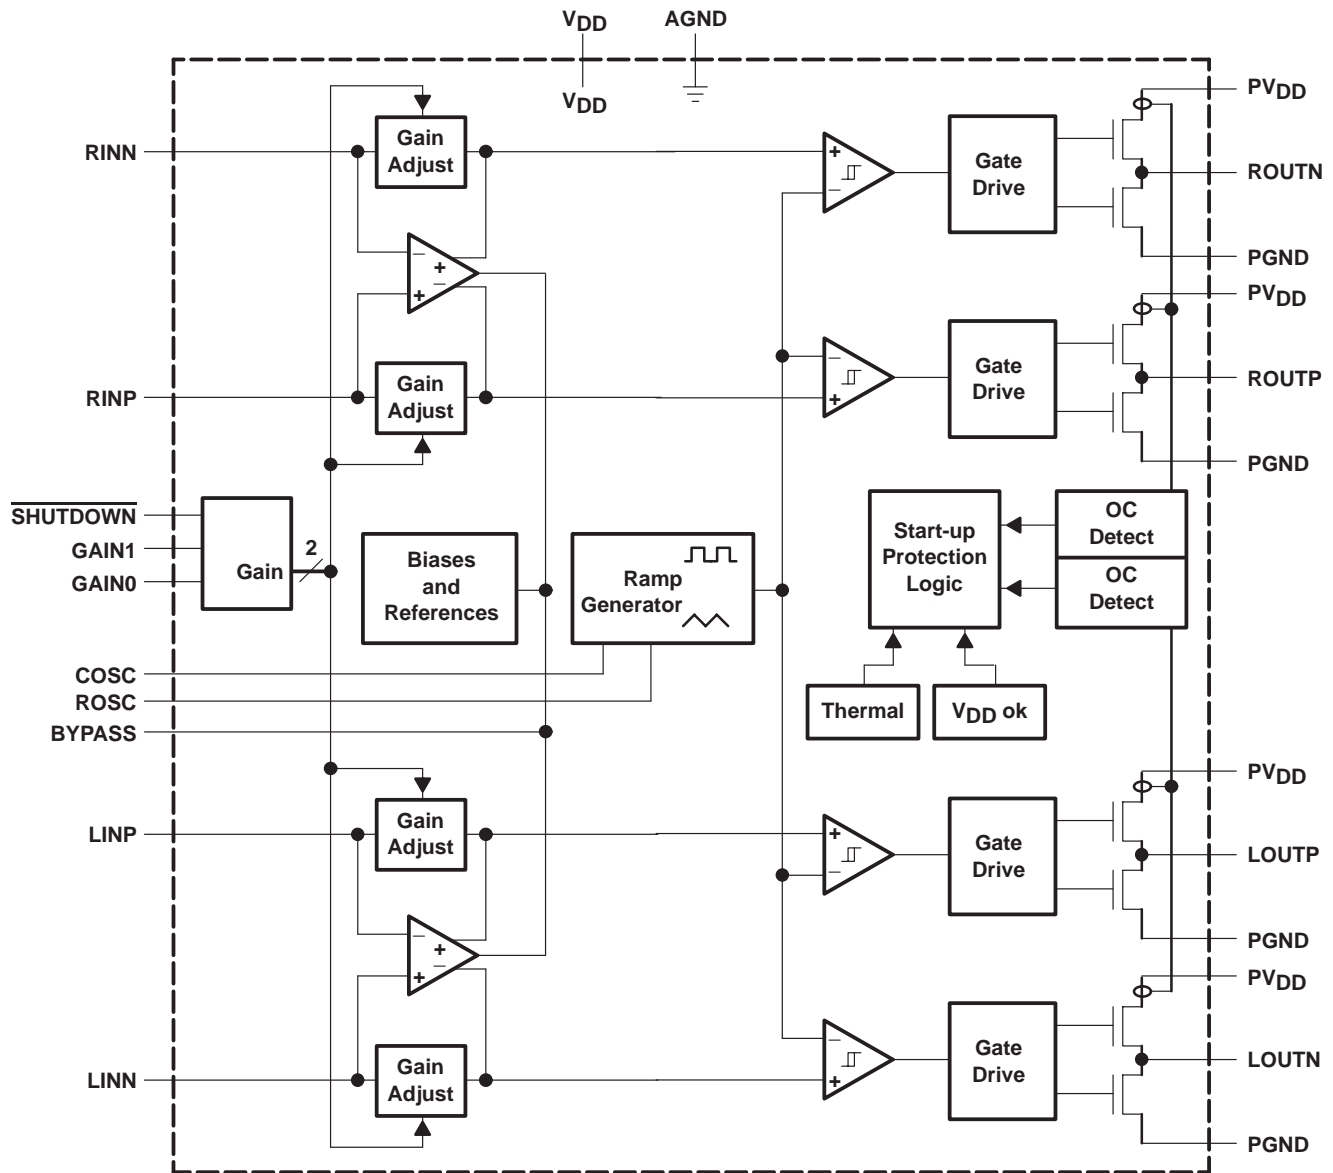 VDD AGND
VDD
PVDD
RINN
Gain
Adjust
+
−
Gate
Drive
ROUTN
−
+
−
+
PGND
PVDD
RINP
Gain
Adjust
−
+
Gate
Drive
ROUTP
PGND
SHUTDOWN
GAIN1
GAIN0
Gain
2
Biases
and
References
Ramp
Generator
Start-up
Protection
Logic
OC
Detect
OC
Detect
COSC
ROSC
BYPASS
Thermal
VDD ok
PVDD
LINP
Gain
Adjust
+
−
Gate
Drive
LOUTP
−
+
−
+
PGND
PVDD
LINN
Gain
Adjust
−
+
Gate
Drive
LOUTN
PGND